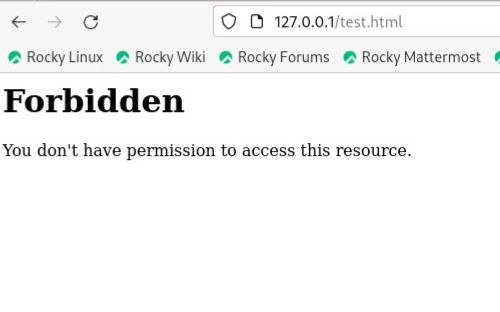 127.0.0.1/test.html
Rocky Linux Rocky Wiki Rocky Forums Rocky Mattermost
Forbidden
You don't have permission to access this resource.